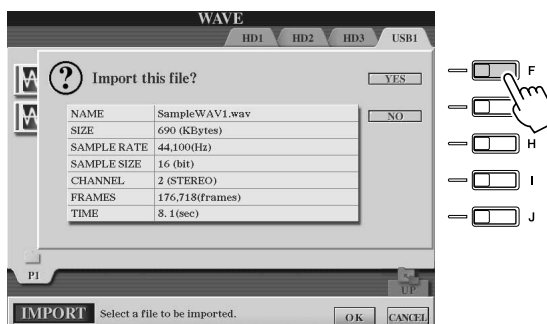 WAVE
HD1 HD2 HD3 USB1
Import this file?
YES
NO
NAME SampleWAV1.wav
SIZE 690 (KBytes)
SAMPLE RATE 44,100(Hz)
SAMPLE SIZE 16 (bit)
CHANNEL 2 (STEREO)
FRAMES 176,718(frames)
TIME 8. 1(sec)
P1
UP
IMPORT Select a file to be imported.
OK CANCEL
F
H
I
J